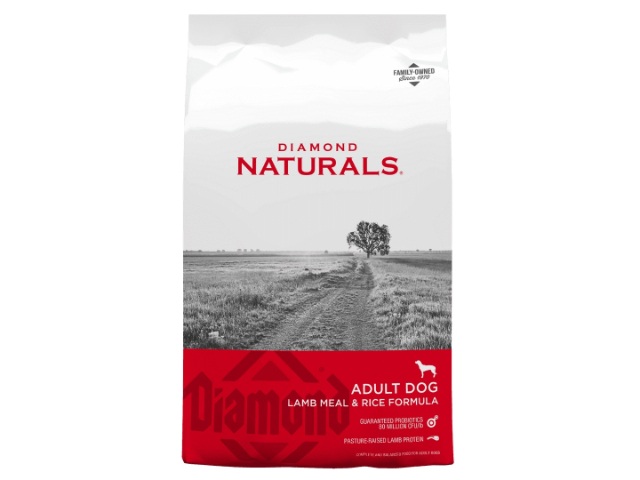 FAMILY-OWNED
Since 1970
DIAMOND
NATURALS®
Diamond
ADULT DOG
LAMB MEAL & RICE FORMULA
GUARANTEED PROBIOTICS
80 MILLION CFU/lb
PASTURE-RAISED LAMB PROTEIN